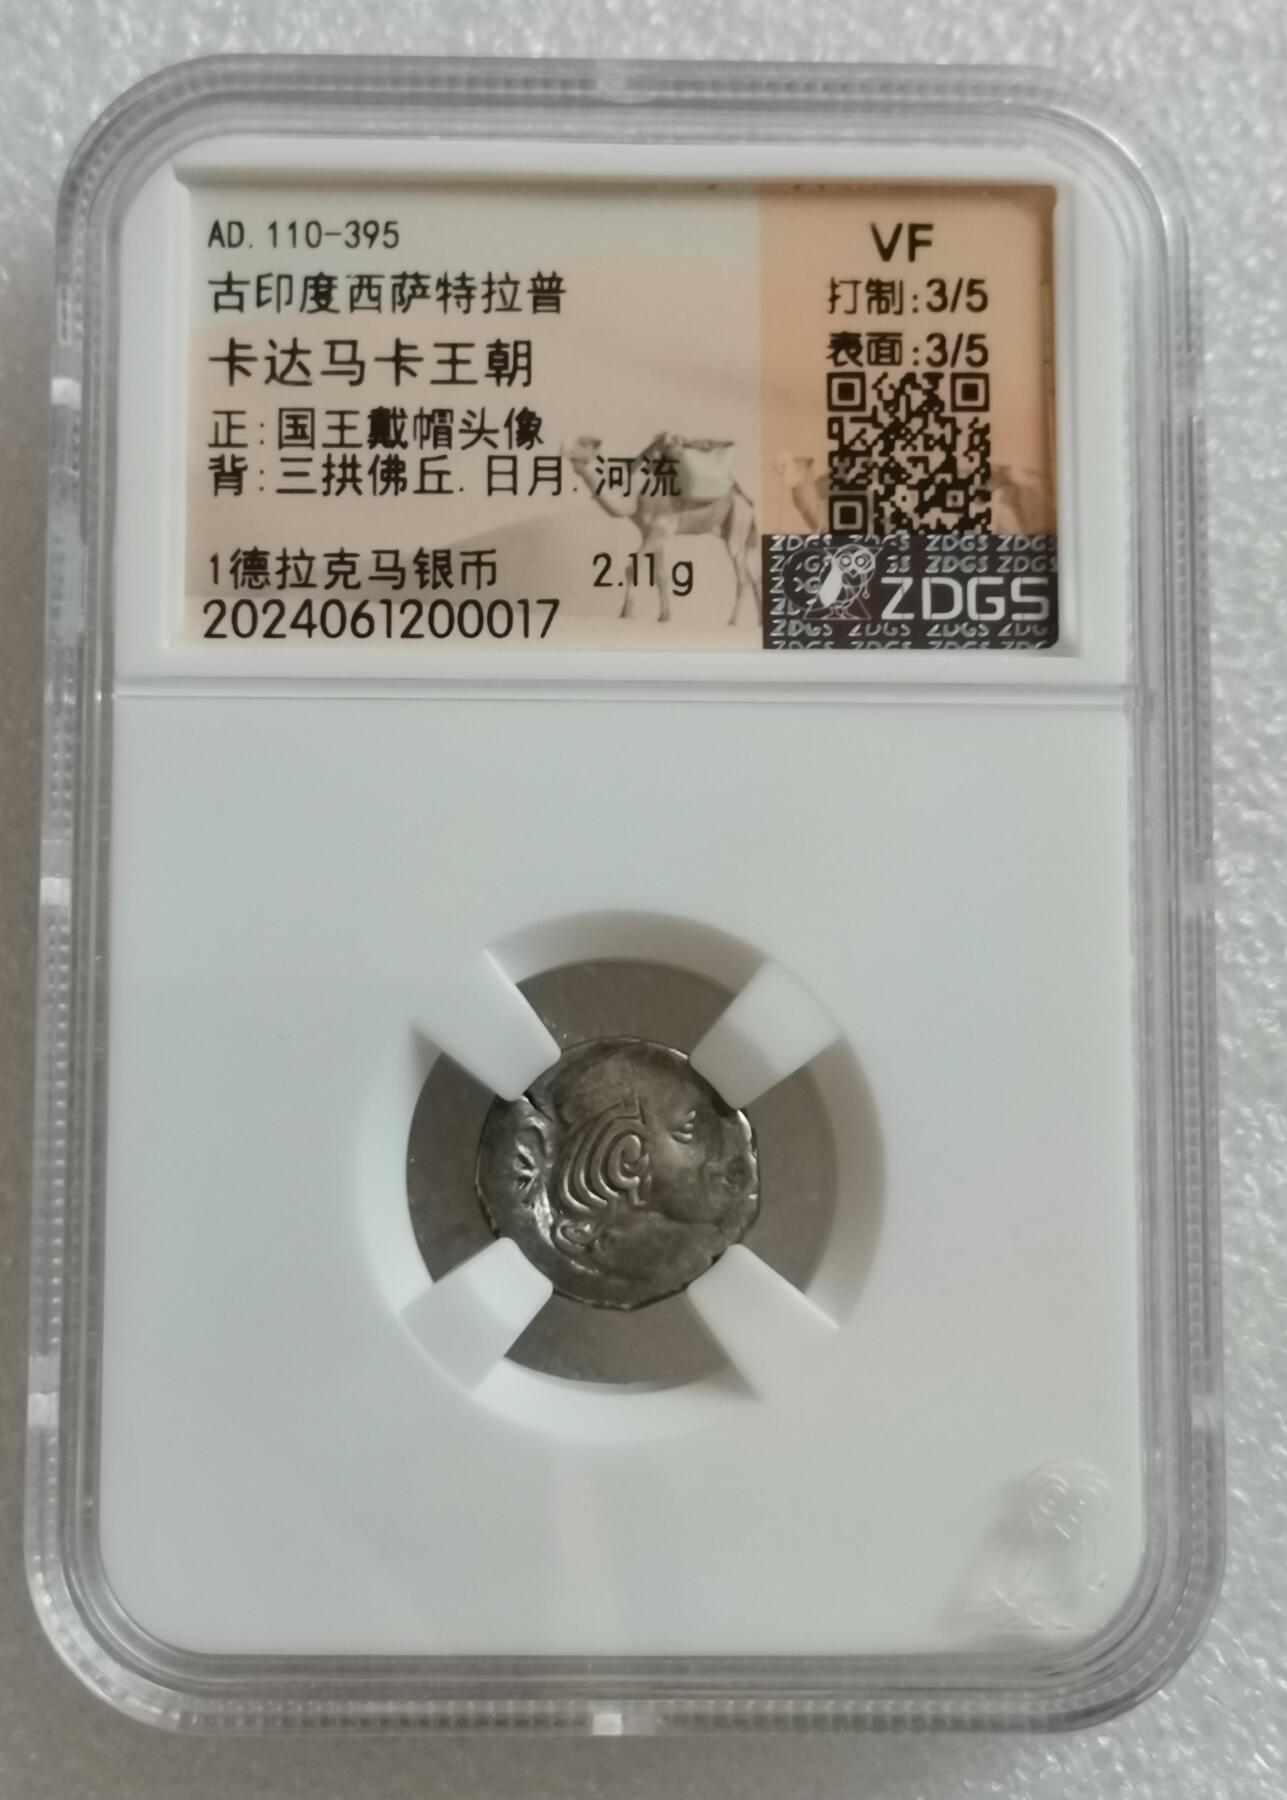 AD. 110-395
古印度西萨特拉普
卡达马卡王朝
正:国王戴帽头像
背:三拱佛丘.日月.河流
1德拉克马银币 2.11g
2024061200017
VF
打制:3/5
表面:3/5
ZDGS